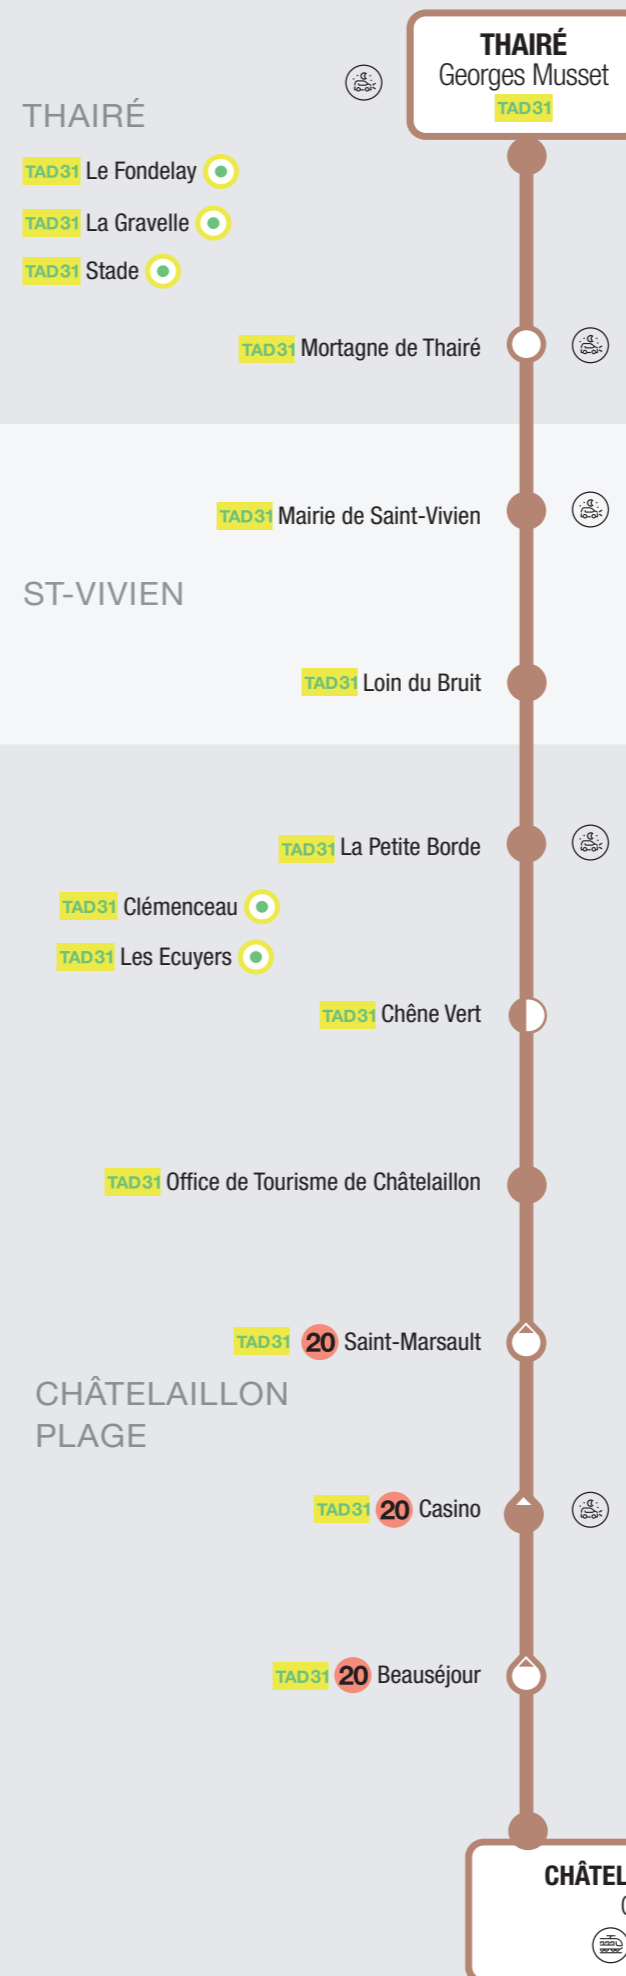 THAIRÉ
Georges Musset
TAD31
THAIRÉ
TAD31 Le Fondelay
TAD31 La Gravelle
TAD31 Stade
TAD31 Mortagne de Thairé
TAD31 Mairie de Saint-Vivien
ST-VIVIEN
TAD31 Loin du Bruit
TAD31 La Petite Borde
TAD31 Clémenceau
TAD31 Les Ecuyers
TAD31 Chêne Vert
TAD31 Office de Tourisme de Châtelaillon
TAD31 20 Saint-Marsault
CHÂTELAILLON
PLAGE
TAD31 20 Casino
TAD31 20 Beauséjour
CHÂTEL